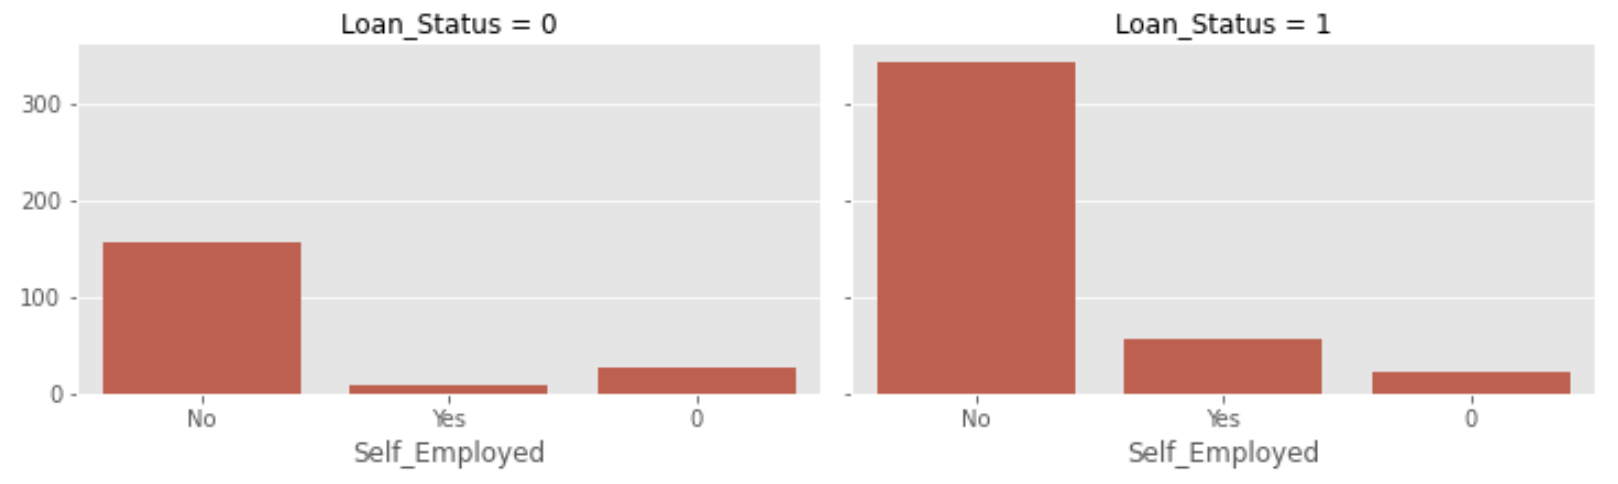 Loan_Status = 0
Loan_Status = 1
300
200
100
0
No
Yes
0
No
Yes
0
Self_Employed
Self_Employed